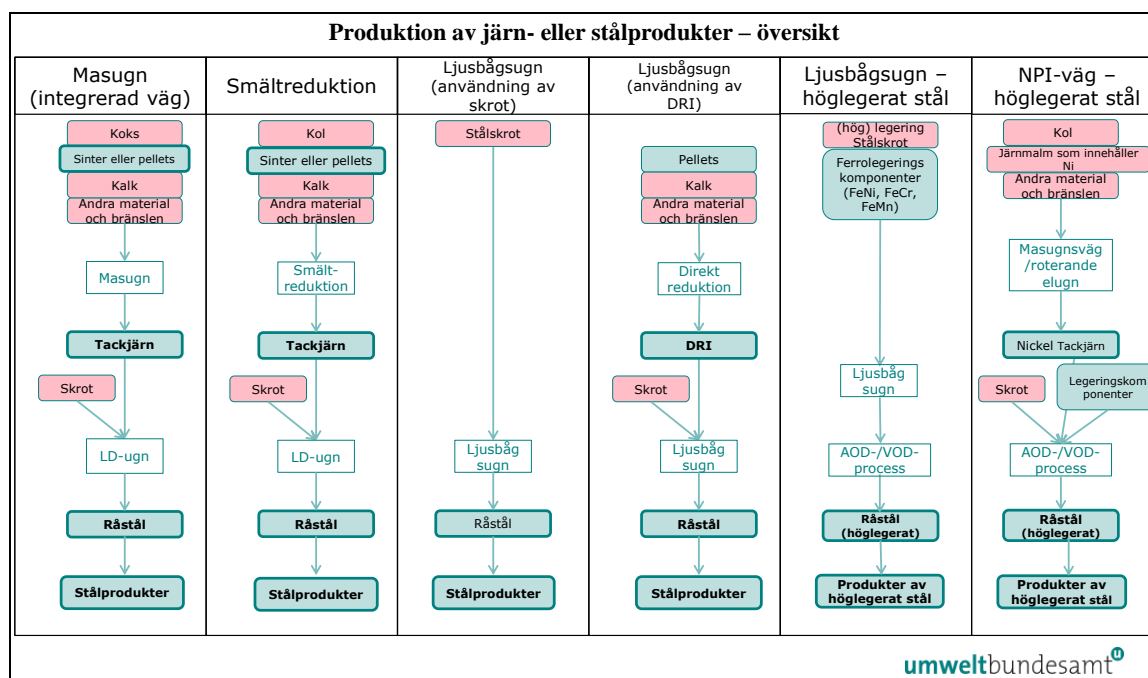 Produktion av järn- eller stålprodukter – översikt
Masugn
(integrerad väg)
Koks
Sinter eller pellets
Kalk
Andra material
och bränslen
Masugn
Tackjärn
Skrot
LD-ugn
Råstål
Stålprodukter
Smältreduktion
Kol
Sinter eller pellets
Kalk
Andra material
och bränslen
Smält-
reduktion
Tackjärn
Skrot
LD-ugn
Råstål
Stålprodukter
Ljusbågsugn
(användning av
skrot)
Stålskrot
Ljusbåg
sugn
Råstål
Stålprodukter
Ljusbågsugn
(användning av
DRI)
Pellets
Kalk
Andra material
och bränslen
Direkt
reduktion
DRI
Skrot
Ljusbåg
sugn
Råstål
Stålprodukter
Ljusbågsugn –
höglegerat stål
(hög) legering
Stålskrot
Ferrolegerings
komponenter
(FeNi, FeCr,
FeMn)
Ljusbåg
sugn
AOD-/VOD-
process
Råstål
(höglegerat)
Produkter av
höglegerat stål
NPI-väg –
höglegerat stål
Kol
Järnmalm som innehåller
Ni
Andra material
och bränslen
Masugnsväg
/roterande
elugn
Nickel Tackjärn
Skrot
Legeringskom
ponenter
AOD-/VOD-
process
Råstål
(höglegerat)
Produkter av
höglegerat stål
umweltbundesamt u